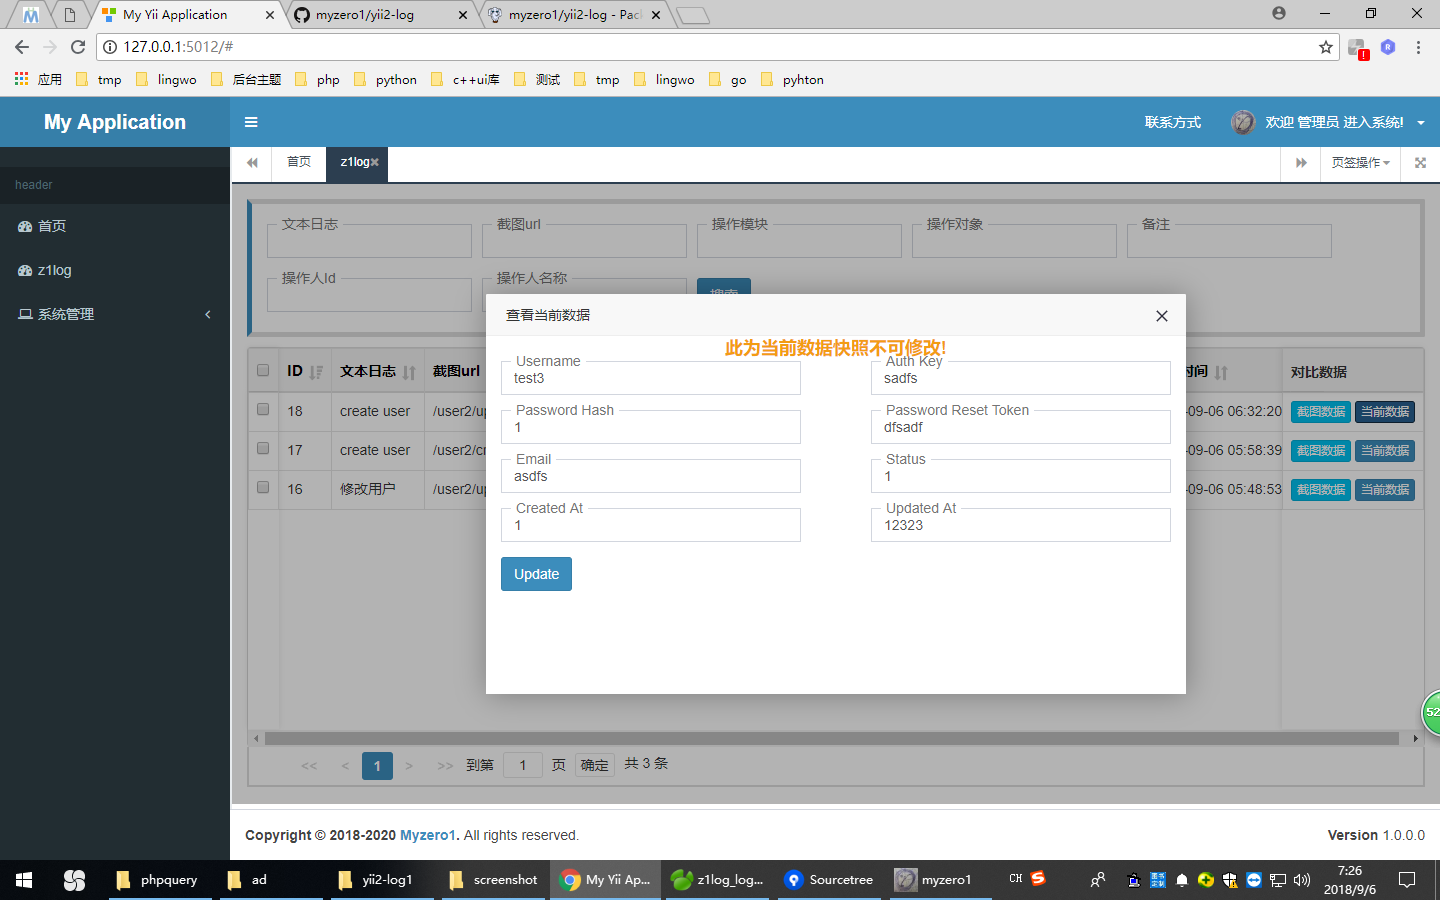 My Yii Application
myzero1/yii2-log
myzero1/yii2-log - Pac
127.0.0.1:5012/#
应用
tmp
lingwo
后台主题
php
python
c++ui库
测试
tmp
lingwo
go
pyhton
My Application
联系方式
欢迎 管理员 进入系统!
首页
z1log
页签操作
header
首页
z1log
系统管理
文本日志
截图url
操作模块
操作对象
备注
操作人Id
操作人名称
查看当前数据
此为当前数据快照不可修改!
Username
test3
Auth Key
sadfs
Password Hash
1
Password Reset Token
dfsadf
Email
asdfs
Status
1
Created At
1
Updated At
12323
Update
ID
文本日志
截图url
时间
对比数据
18
create user
/user2/up
-09-06 06:32:20
截图数据
当前数据
17
create user
/user2/cr
-09-06 05:58:39
截图数据
当前数据
16
修改用户
/user2/up
-09-06 05:48:53
截图数据
当前数据
<<
<
1
>
>>
到第
1
页
确定
共 3 条
52
Copyright © 2018-2020 Myzero1. All rights reserved.
Version 1.0.0.0
phpquery
ad
yii2-log1
screenshot
My Yii Ap...
z1log_log...
Sourcetree
myzero1
CH
7:26
2018/9/6